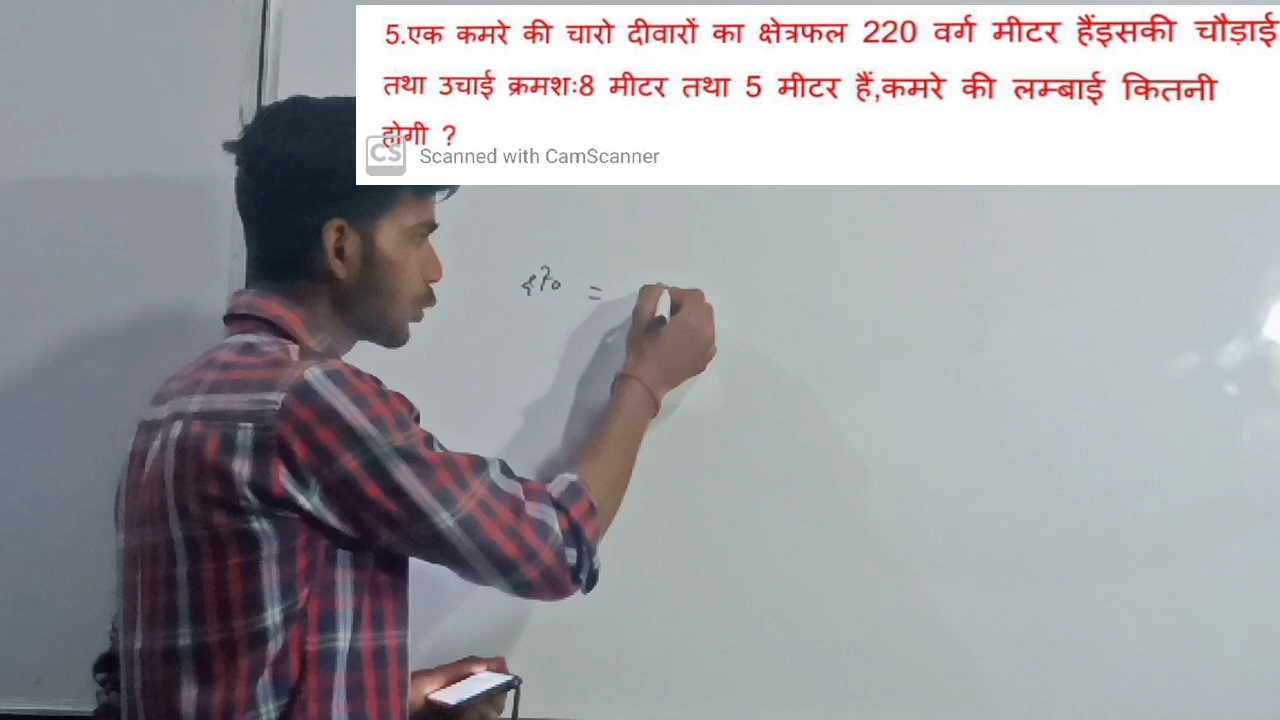 5.एक कमरे की चारो दीवारों का क्षेत्रफल 220 वर्ग मीटर हैंइसकी चौड़ाई
तथा उचाई क्रमशः8 मीटर तथा 5 मीटर हैं,कमरे की लम्बाई कितनी
होगी ?
CS Scanned with CamScanner
=